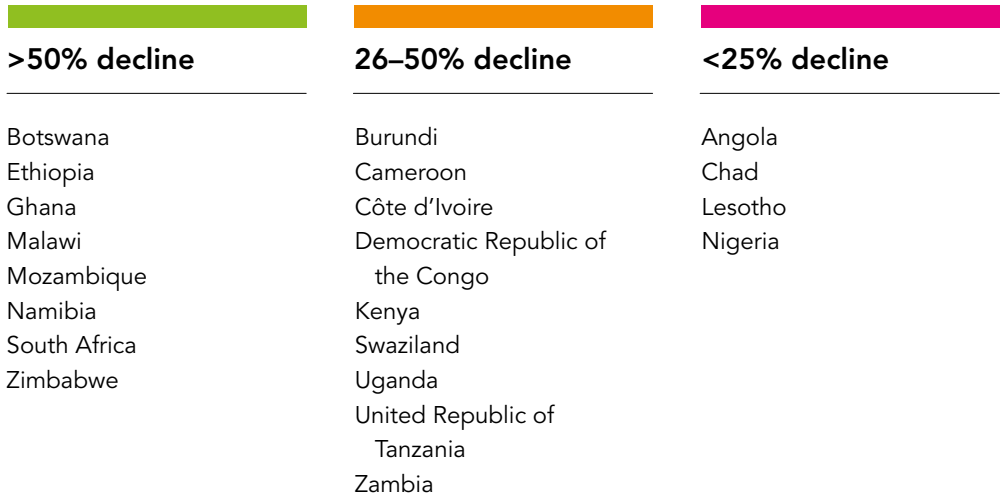 >50% decline
Botswana
Ethiopia
Ghana
Malawi
Mozambique
Namibia
South Africa
Zimbabwe
26–50% decline
Burundi
Cameroon
Côte d’Ivoire
Democratic Republic of
the Congo
Kenya
Swaziland
Uganda
United Republic of
Tanzania
Zambia
<25% decline
Angola
Chad
Lesotho
Nigeria